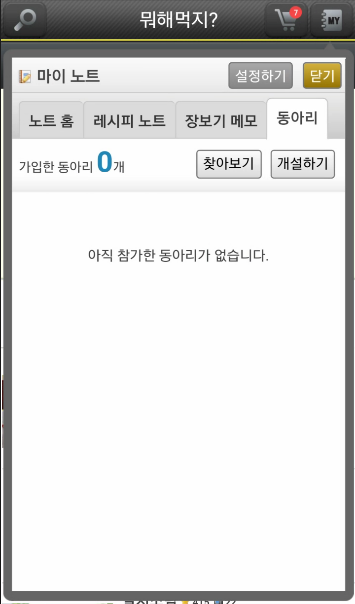 뭐해먹지?
7
MY
마이 노트
설정하기
닫기
노트 홈
레시피 노트
장보기 메모
동아리
가입한 동아리 0개
찾아보기
개설하기
아직 참가한 동아리가 없습니다.